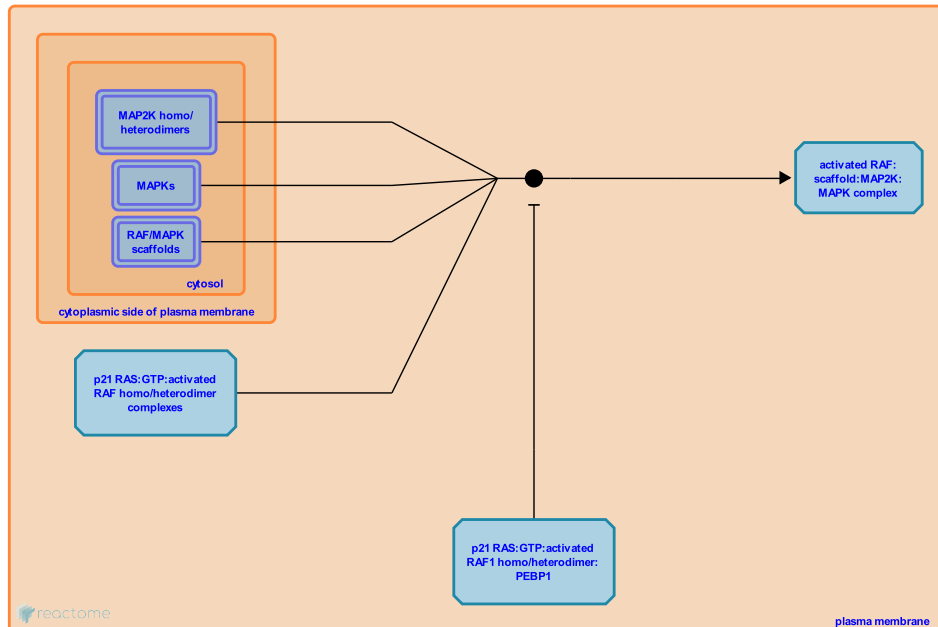 MAP2K homo/
heterodimers
MAPKs
RAF/MAPK
scaffolds
cytosol
cytoplasmic side of plasma membrane
p21 RAS:GTP:activated
RAF homo/heterodimer
complexes
activated RAF:
scaffold:MAP2K:
MAPK complex
p21 RAS:GTP:activated
RAF1 homo/heterodimer:
PEBP1
reactome
plasma membrane